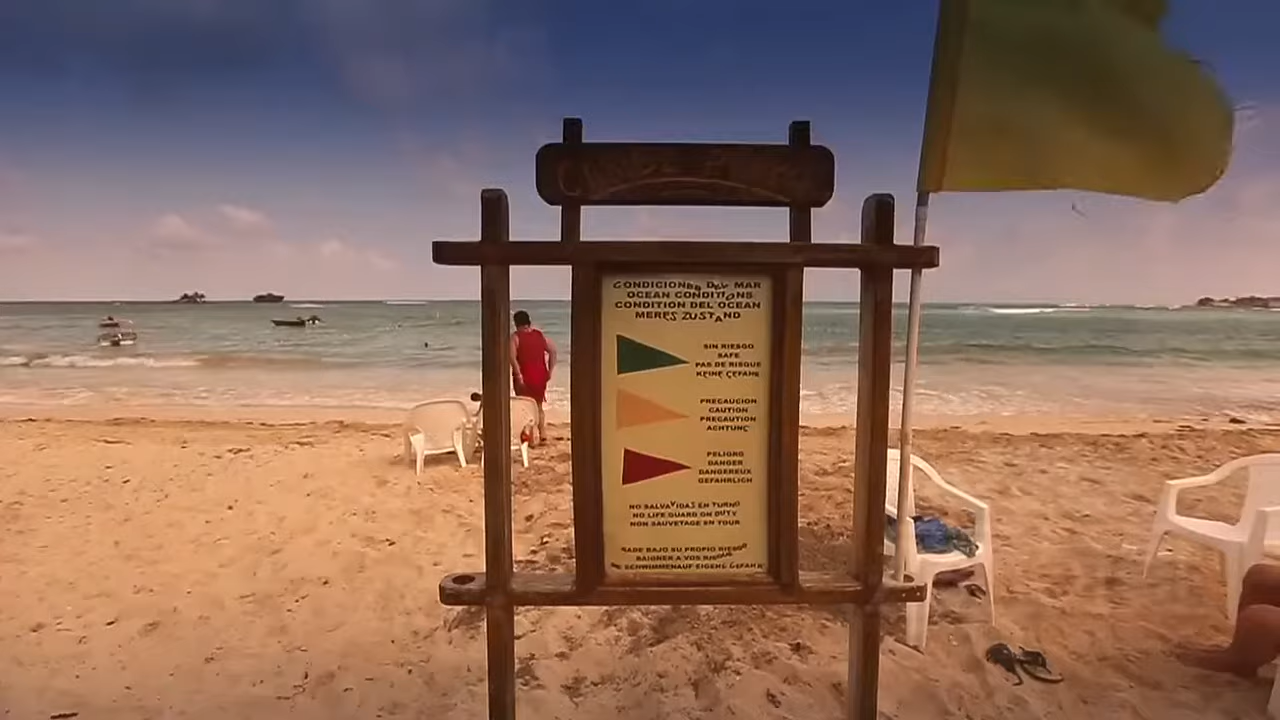 CONDICIONES DEL MAR
OCEAN CONDITIONS
CONDITION DEL'OCEAN
MERES ZUSTAND
SIN RIESGO
SAFE
PAS DE RISQUE
KEINE GEFAHR
PRECAUCION
CAUTION
PRECAUTION
ACHTUNG
PELIGRO
DANGER
DANGEREUX
GEFAHRLICH
NO SALVAVIDAS EN TURNO
NO LIFE GUARD ON DUTY
NON SAUVETAGE EN TOUR
NADE BAJO SU PROPIO RIESGO
BAIGNER A VOS
SCHWIMMEN AUF EIGENE GEFAHR